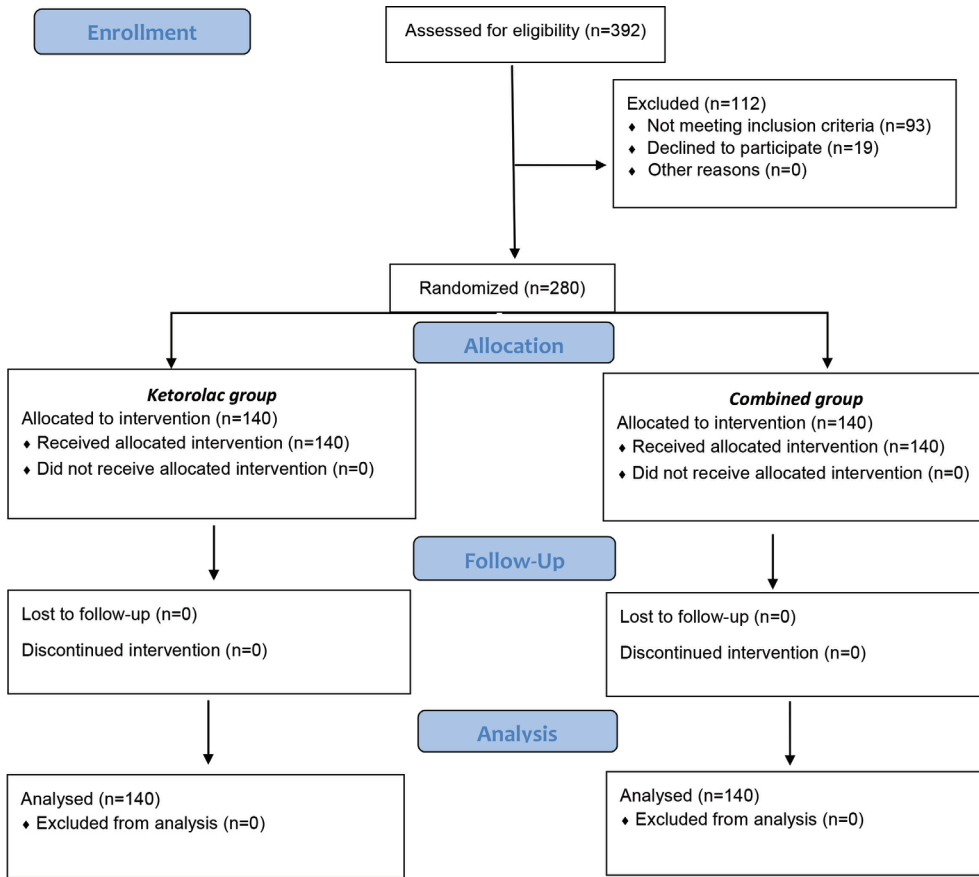 Enrollment
Assessed for eligibility (n=392)
Excluded (n=112)
♦ Not meeting inclusion criteria (n=93)
♦ Declined to participate (n=19)
♦ Other reasons (n=0)
Randomized (n=280)
Allocation
Ketorolac group
Allocated to intervention (n=140)
♦ Received allocated intervention (n=140)
♦ Did not receive allocated intervention (n=0)
Combined group
Allocated to intervention (n=140)
♦ Received allocated intervention (n=140)
♦ Did not receive allocated intervention (n=0)
Follow-Up
Lost to follow-up (n=0)
Discontinued intervention (n=0)
Lost to follow-up (n=0)
Discontinued intervention (n=0)
Analysis
Analysed (n=140)
♦ Excluded from analysis (n=0)
Analysed (n=140)
♦ Excluded from analysis (n=0)